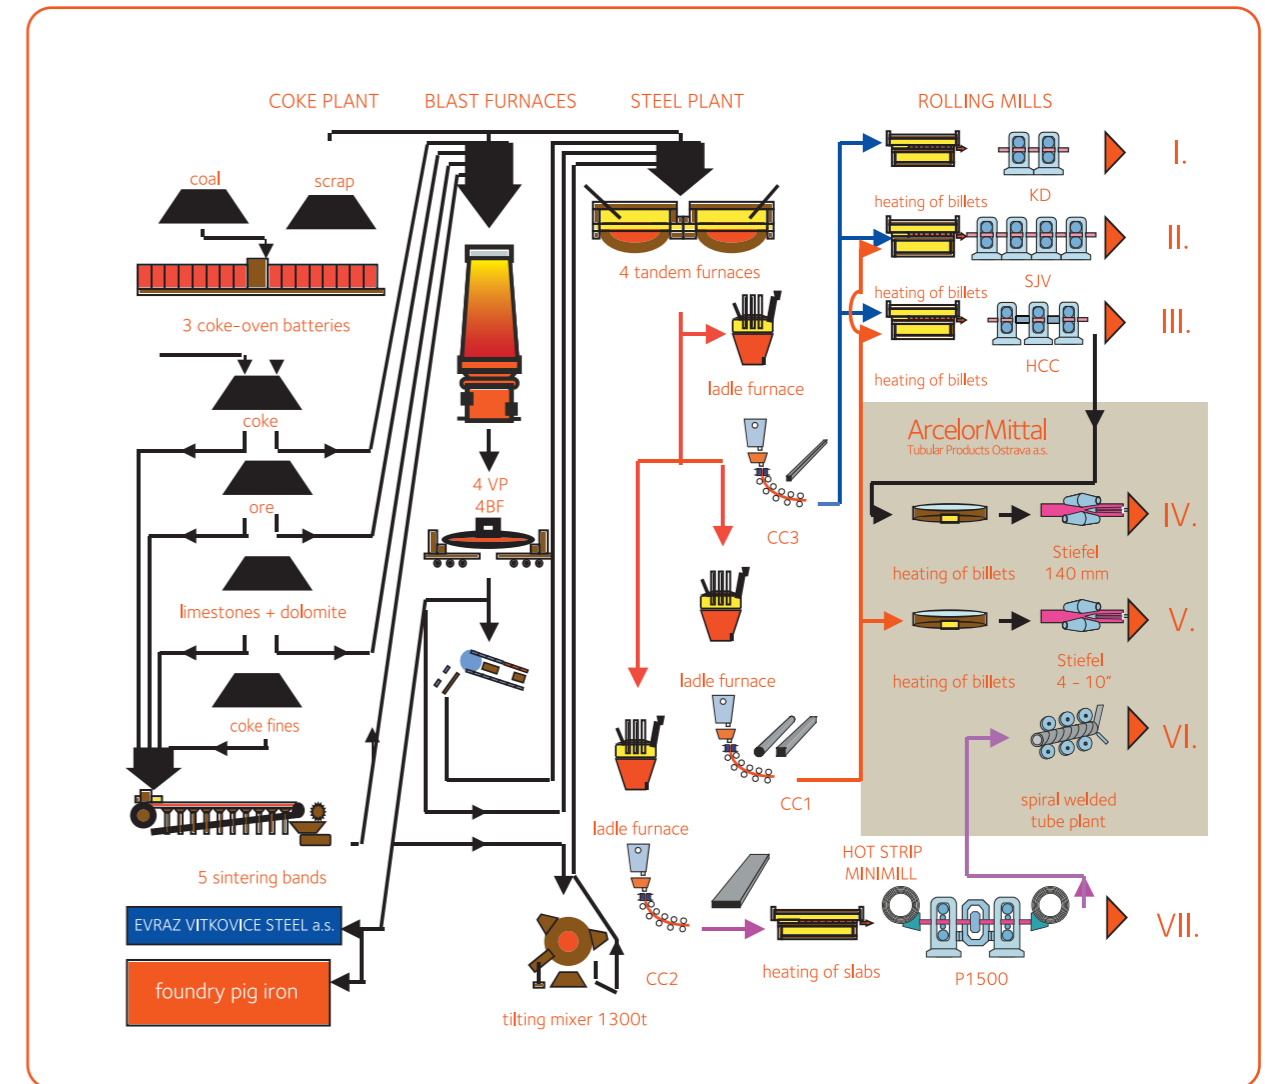 COKE PLANT
BLAST FURNACES
STEEL PLANT
ROLLING MILLS
coal
scrap
3 coke-oven batteries
coke
ore
limestones + dolomite
coke fines
5 sintering bands
EVRAZ VITKOVICE STEEL a.s.
foundry pig iron
4 VP
4BF
tilting mixer 1300t
4 tandem furnaces
ladle furnace
CC3
ladle furnace
CC1
ladle furnace
CC2
heating of billets
KD
I.
heating of billets
SJV
II.
heating of billets
HCC
III.
ArcelorMittal
Tubular Products Ostrava a.s.
heating of billets
Stiefel
140 mm
IV.
heating of billets
Stiefel
4 - 10"
V.
spiral welded
tube plant
VI.
HOT STRIP
MINIMILL
heating of slabs
P1500
VII.